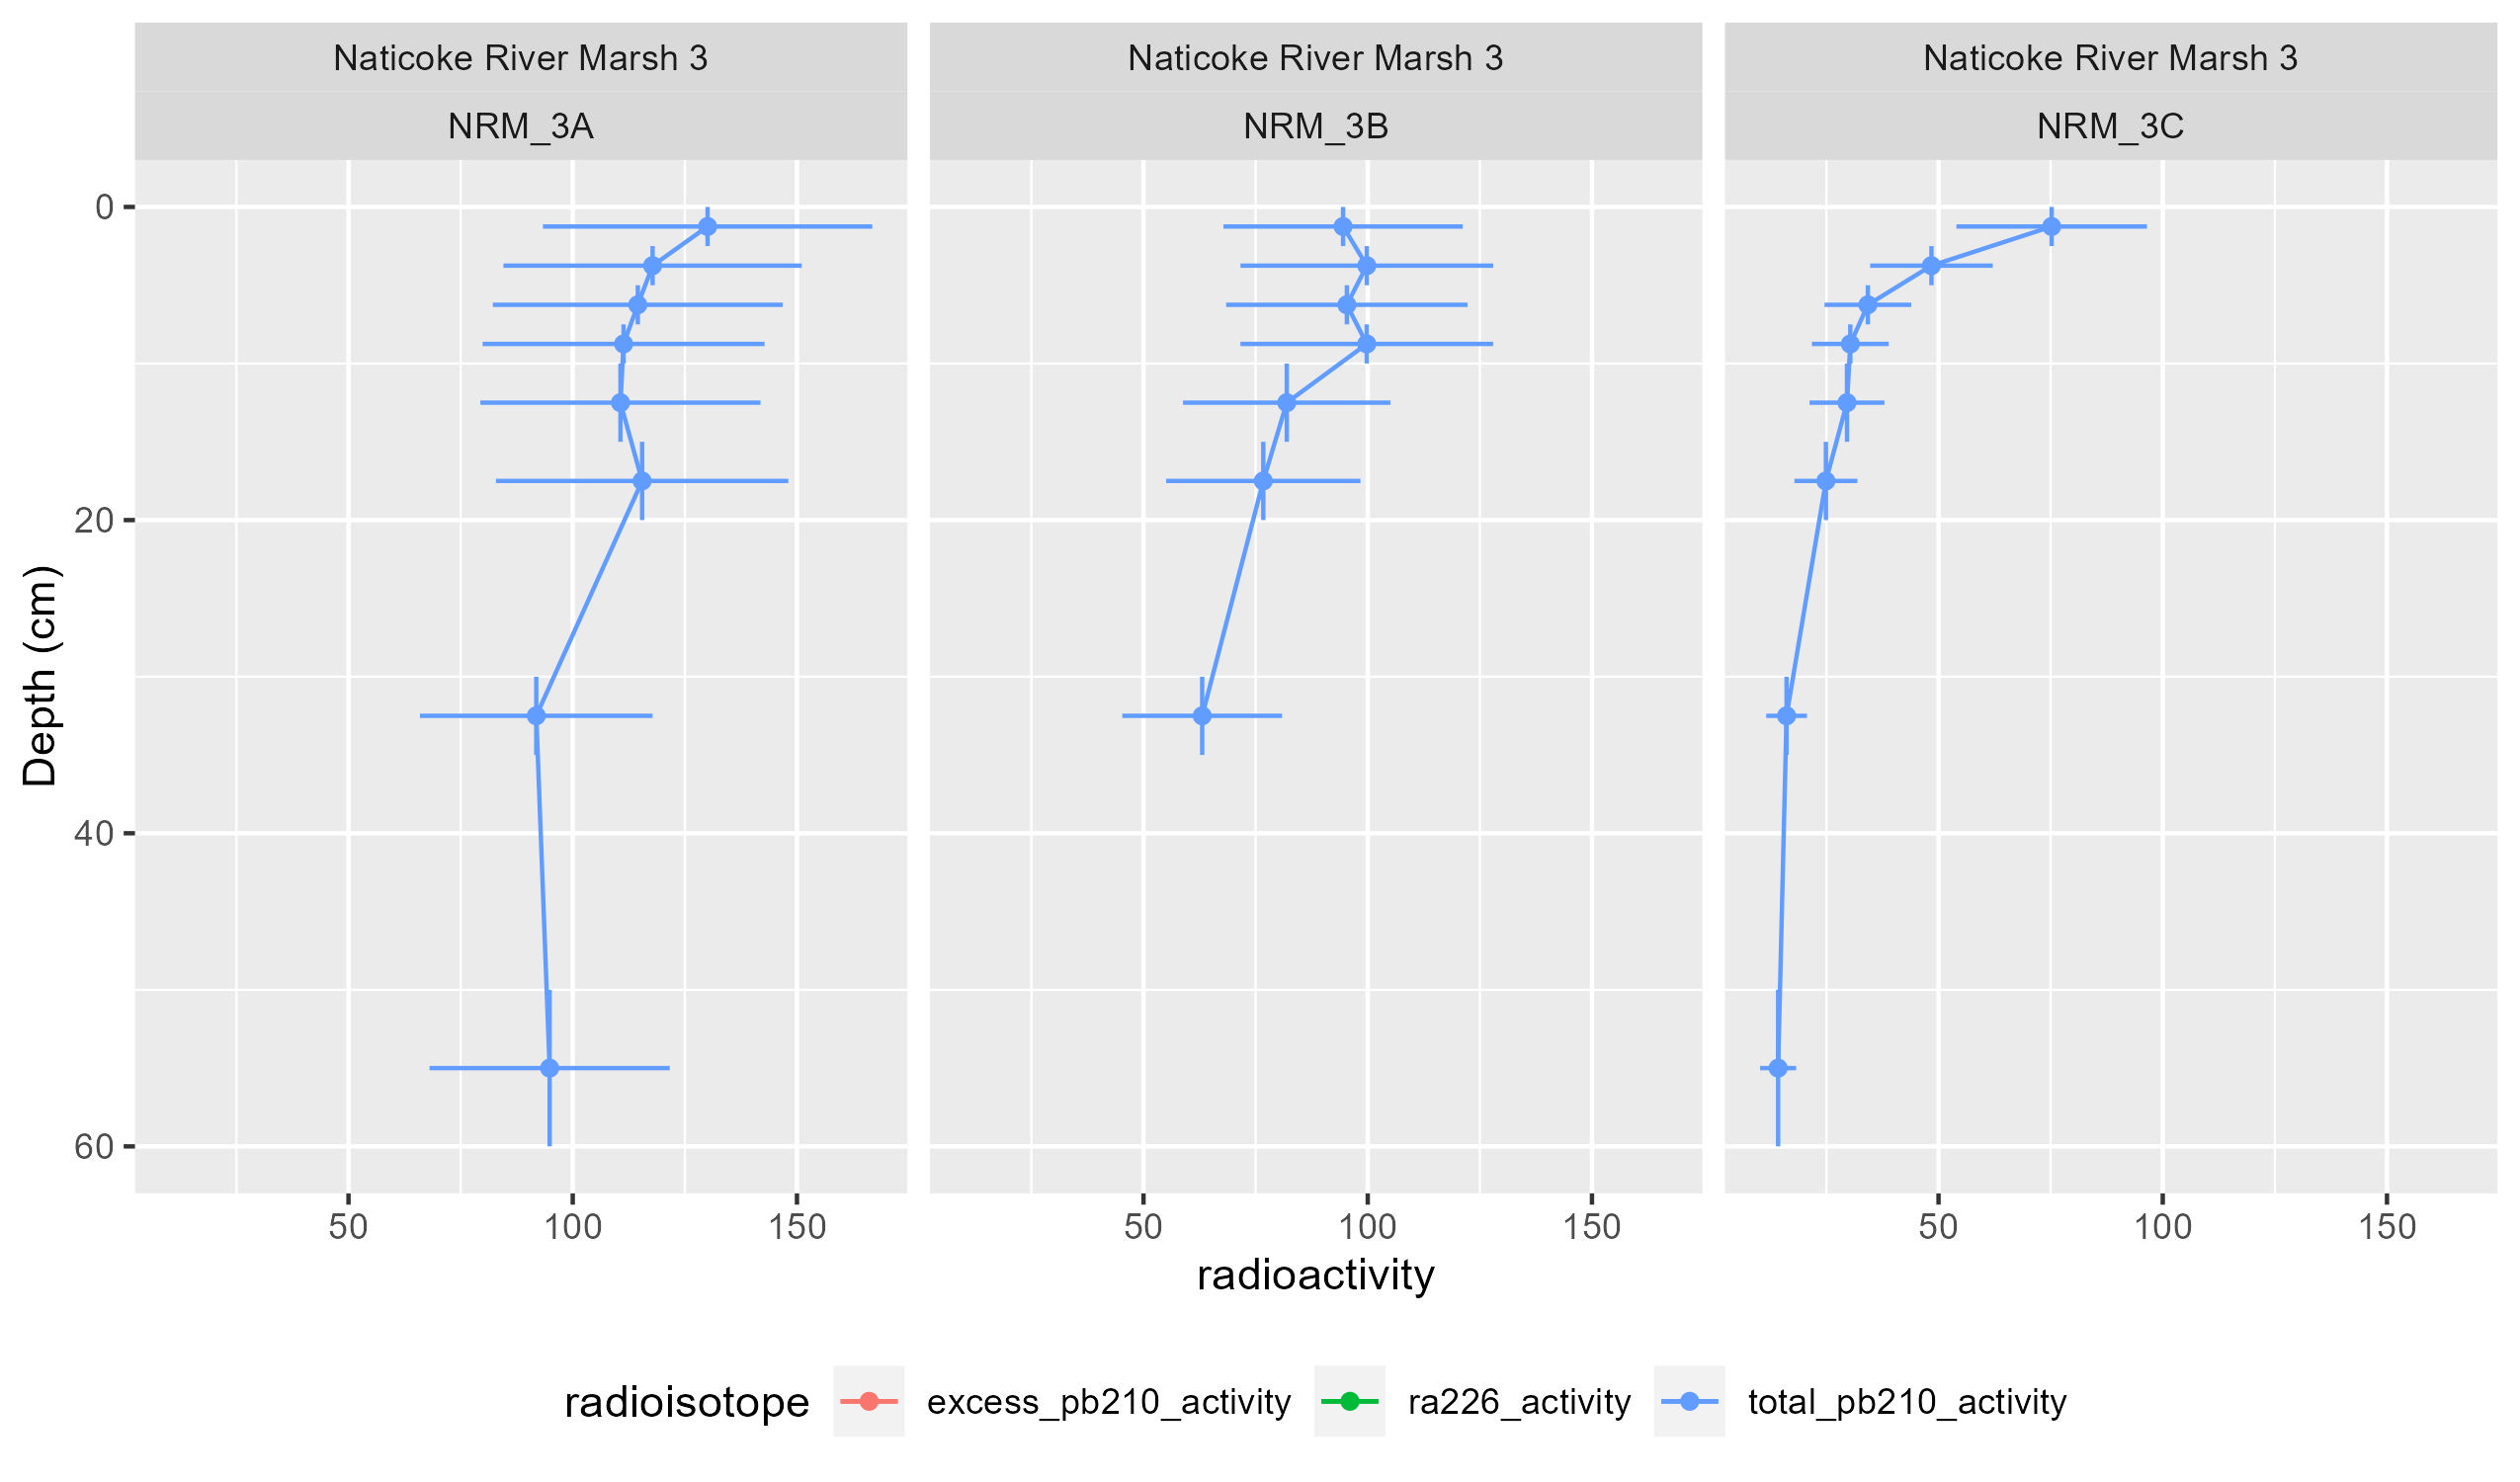 Naticoke River Marsh 3 Naticoke River Marsh 3 Naticoke River Marsh 3
NRM_3A NRM_3B NRM_3C
0
20
40
60
Depth (cm)
50 100 150 50 100 150 50 100 150
radioactivity
radioisotope excess_pb210_activity ra226_activity total_pb210_activity